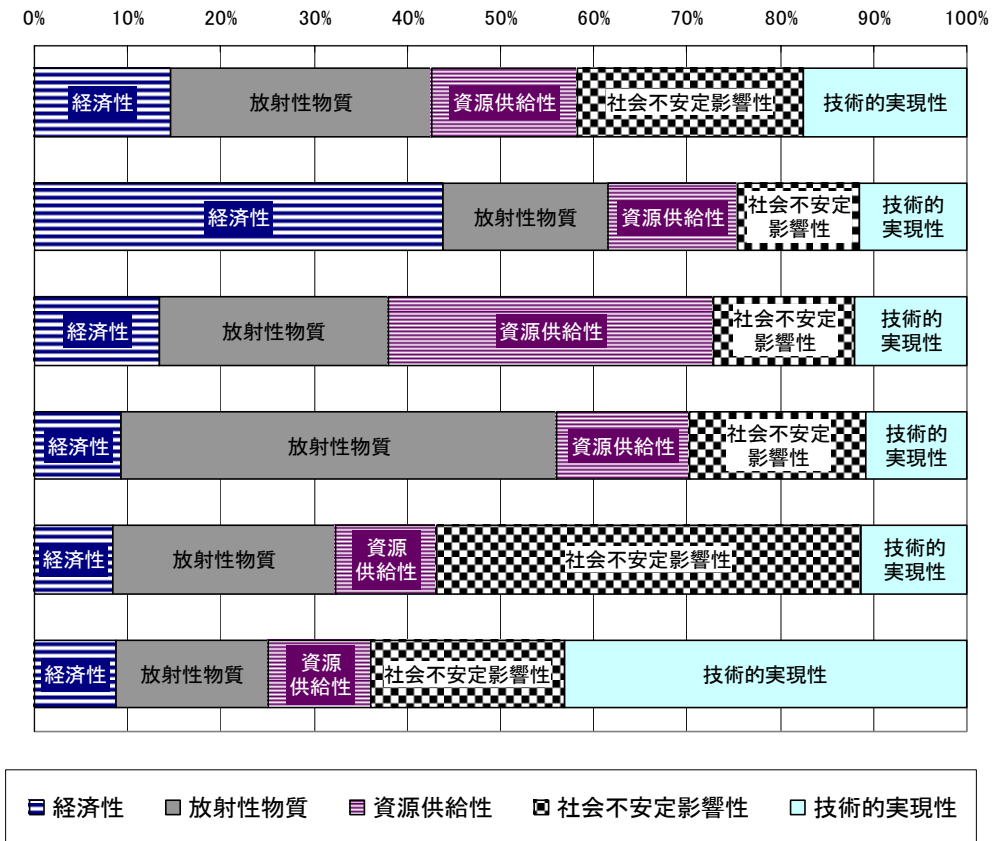 0% 10% 20% 30% 40% 50% 60% 70% 80% 90% 100%
経済性 放射性物質 資源供給性 社会不安定影響性 技術的実現性
経済性 放射性物質 資源供給性 社会不安定 技術的
影響性 実現性
経済性 放射性物質 資源供給性 社会不安定 技術的
影響性 実現性
経済性 放射性物質 資源供給性 社会不安定 技術的
影響性 実現性
経済性 放射性物質 資源 社会不安定影響性 技術的
供給性 実現性
経済性 放射性物質 資源 社会不安定影響性 技術的実現性
供給性
経済性 放射性物質 資源供給性 社会不安定影響性 技術的実現性